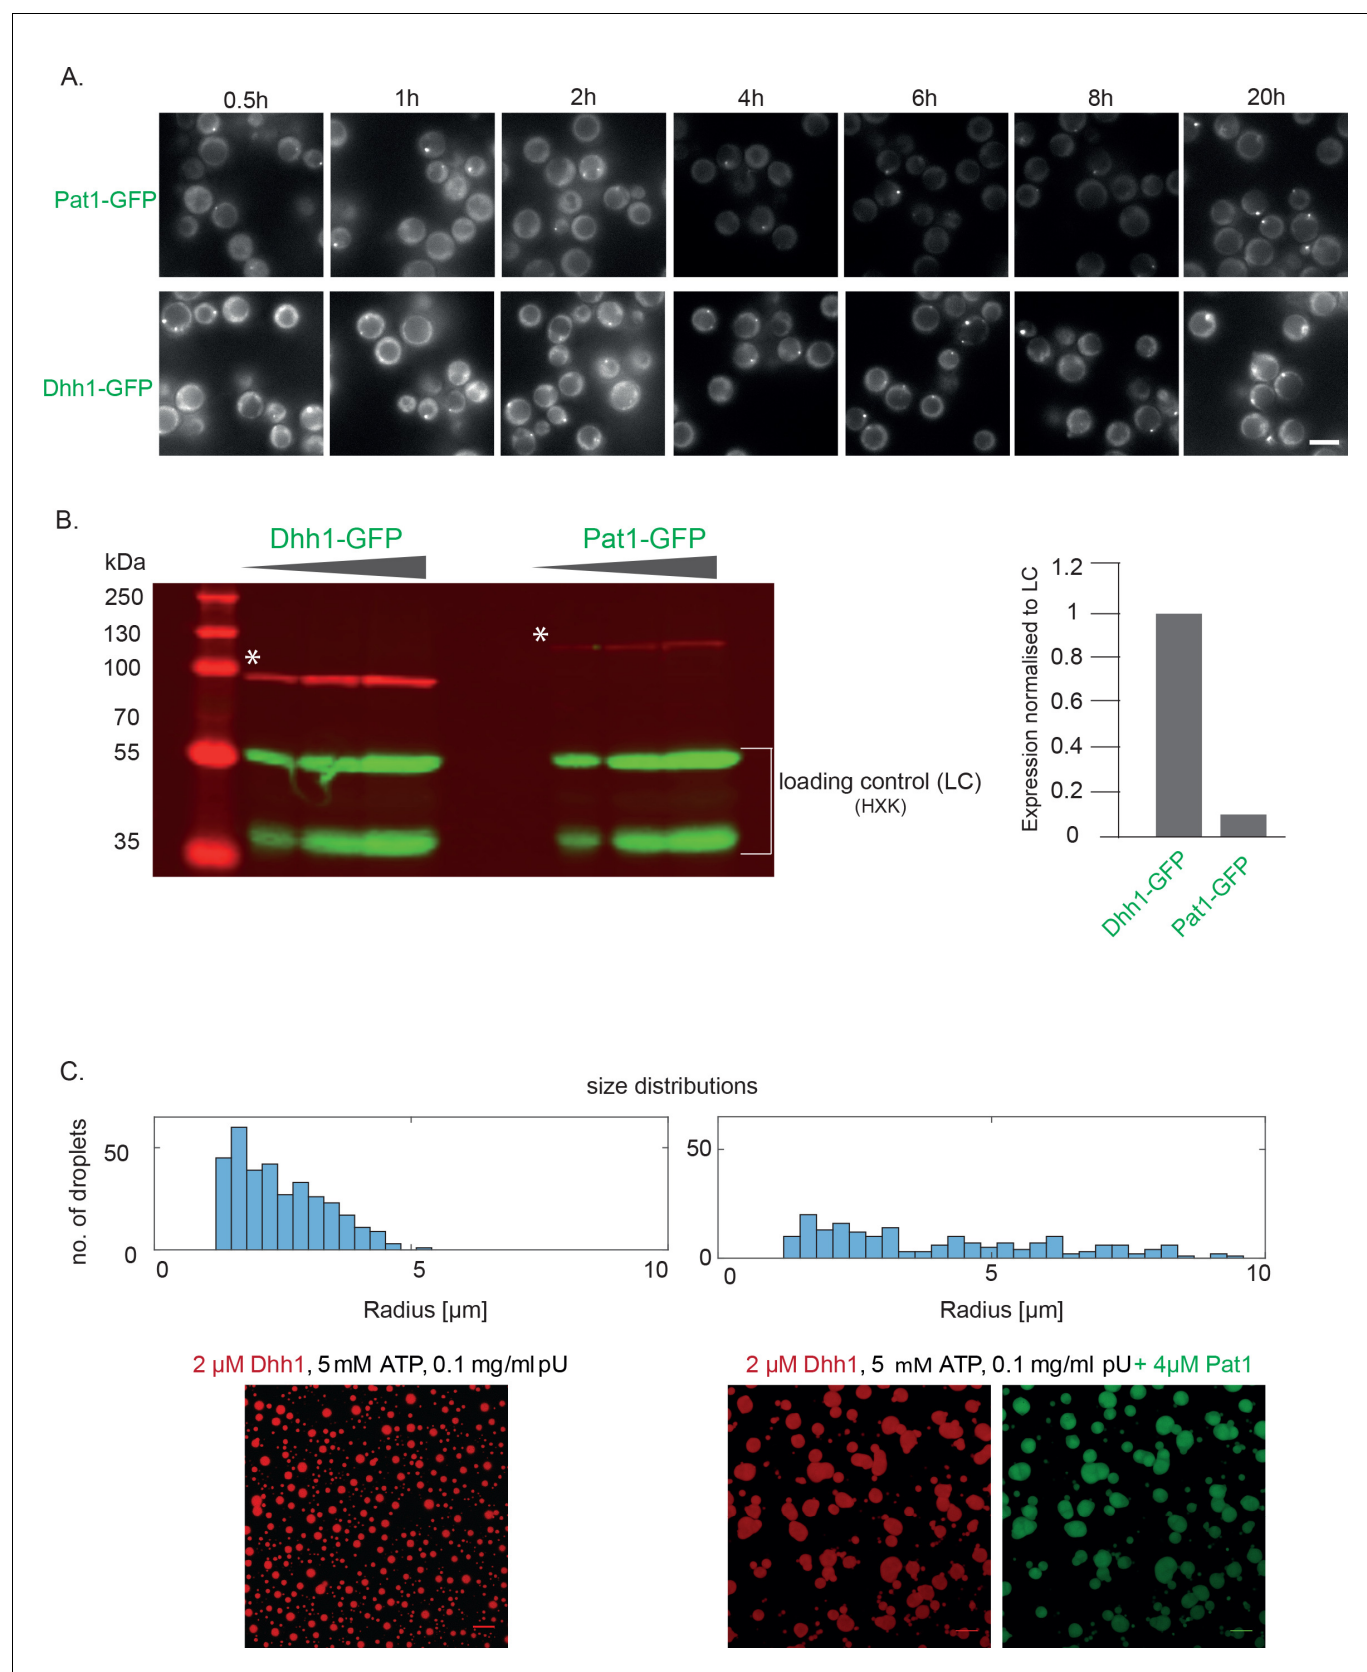 A.
0.5h 1h 2h 4h 6h 8h 20h
Pat1-GFP
Dhh1-GFP
B.
Dhh1-GFP Pat1-GFP
kDa
250
130
100
70
55
35
*
*
loading control (LC)
(HXK)
Expression normalised to LC
1.2
1
0.8
0.6
0.4
0.2
0
Dhh1-GFP
Pat1-GFP
C.
size distributions
no. of droplets
50
0
0 5 10
Radius [µm]
50
0
0 5 10
Radius [µm]
2 µM Dhh1, 5 mM ATP, 0.1 mg/ml pU
2 µM Dhh1, 5 mM ATP, 0.1 mg/ml pU + 4µM Pat1